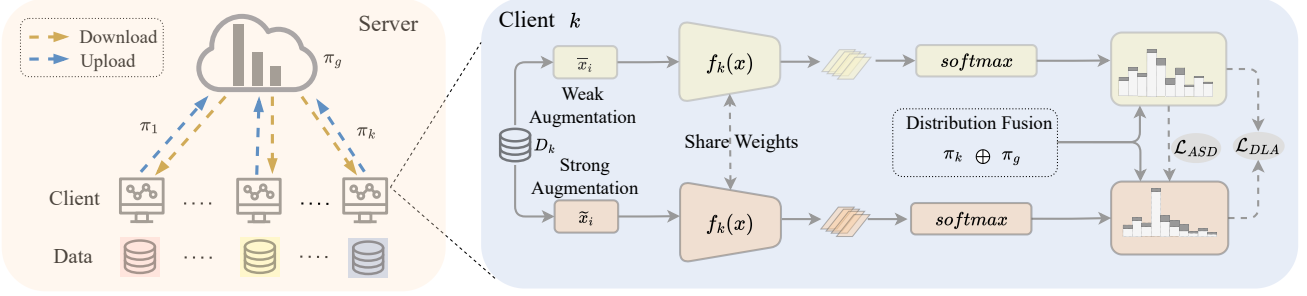 Server
Download
Upload
π_g
π_1
π_k
Client
....
....
Data
....
....
Client k
x̅_i
Weak
Augmentation
D_k
Strong
Augmentation
x̃_i
f_k(x)
Share Weights
f_k(x)
softmax
softmax
Distribution Fusion
π_k ⊕ π_g
ℒ_ASD
ℒ_DLA